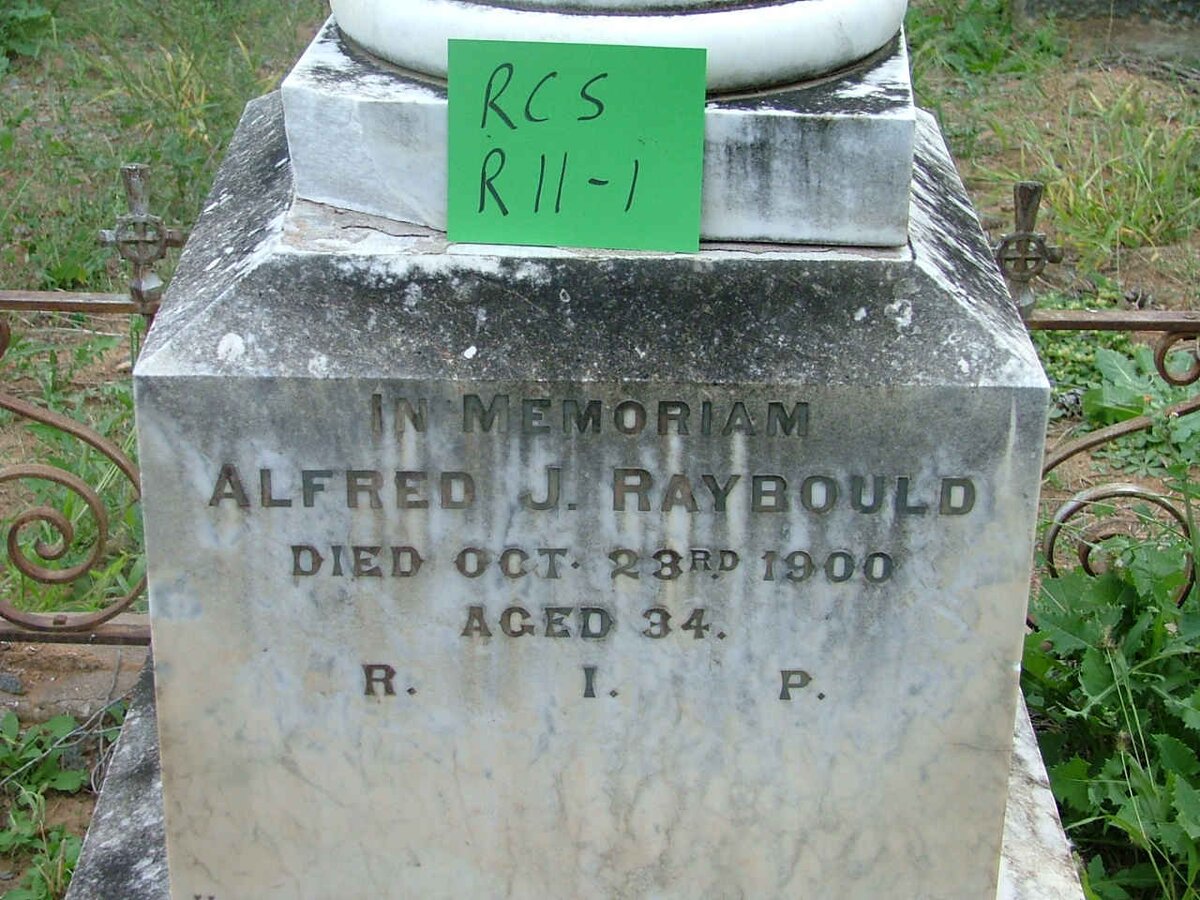 RCS
R11-1
IN MEMORIAM
ALFRED J. RAYBOULD
DIED OCT. 23RD 1900
AGED 34.
R. I. P.